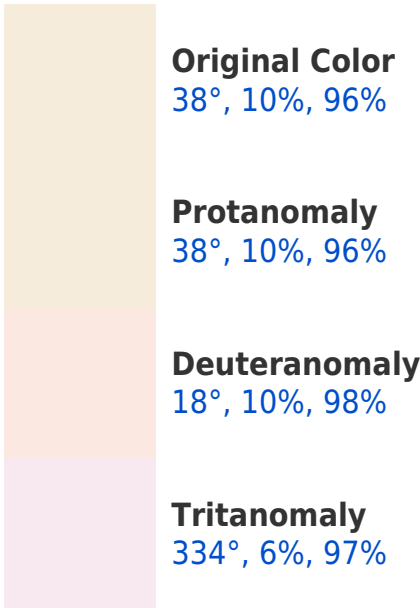 Original Color
38°, 10%, 96%
Protanomaly
38°, 10%, 96%
Deuteranomaly
18°, 10%, 98%
Tritanomaly
334°, 6%, 97%